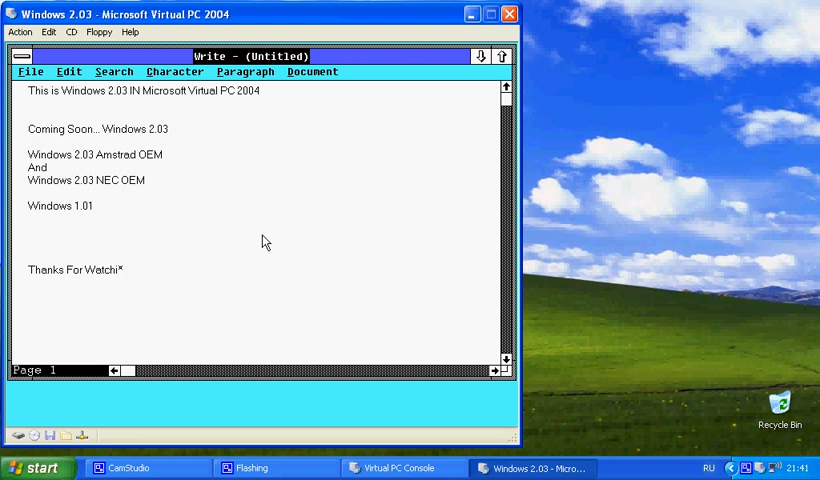 Windows 2.03 - Microsoft Virtual PC 2004
Action Edit CD Floppy Help
Write - (Untitled)
File Edit Search Character Paragraph Document
This is Windows 2.03 IN Microsoft Virtual PC 2004
Coming Soon... Windows 2.03
Windows 2.03 Amstrad OEM
And
Windows 2.03 NEC OEM
Windows 1.01
Thanks For Watchi*
Page 1
Recycle Bin
start CamStudio Flashing Virtual PC Console Windows 2.03 - Micro... RU 21:41